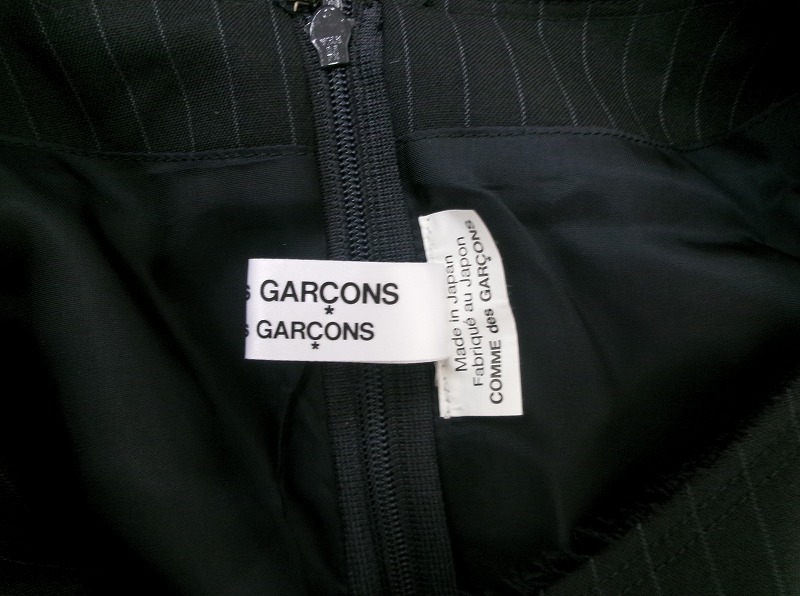 GARÇONS
*
GARÇONS
*
Made in Japan
Fabriqué au Japon
COMME des GARÇONS